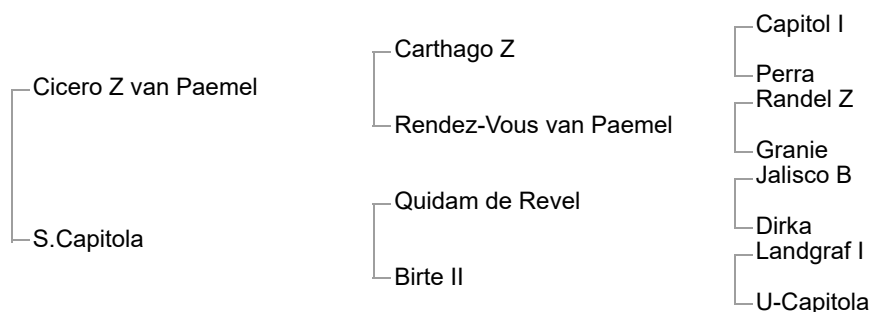 Capitol I
Carthago Z
Perra
Cicero Z van Paemel
Randel Z
Rendez-Vous van Paemel
Granie
Jalisco B
Quidam de Revel
Dirka
S.Capitola
Landgraf I
Birte II
U-Capitola